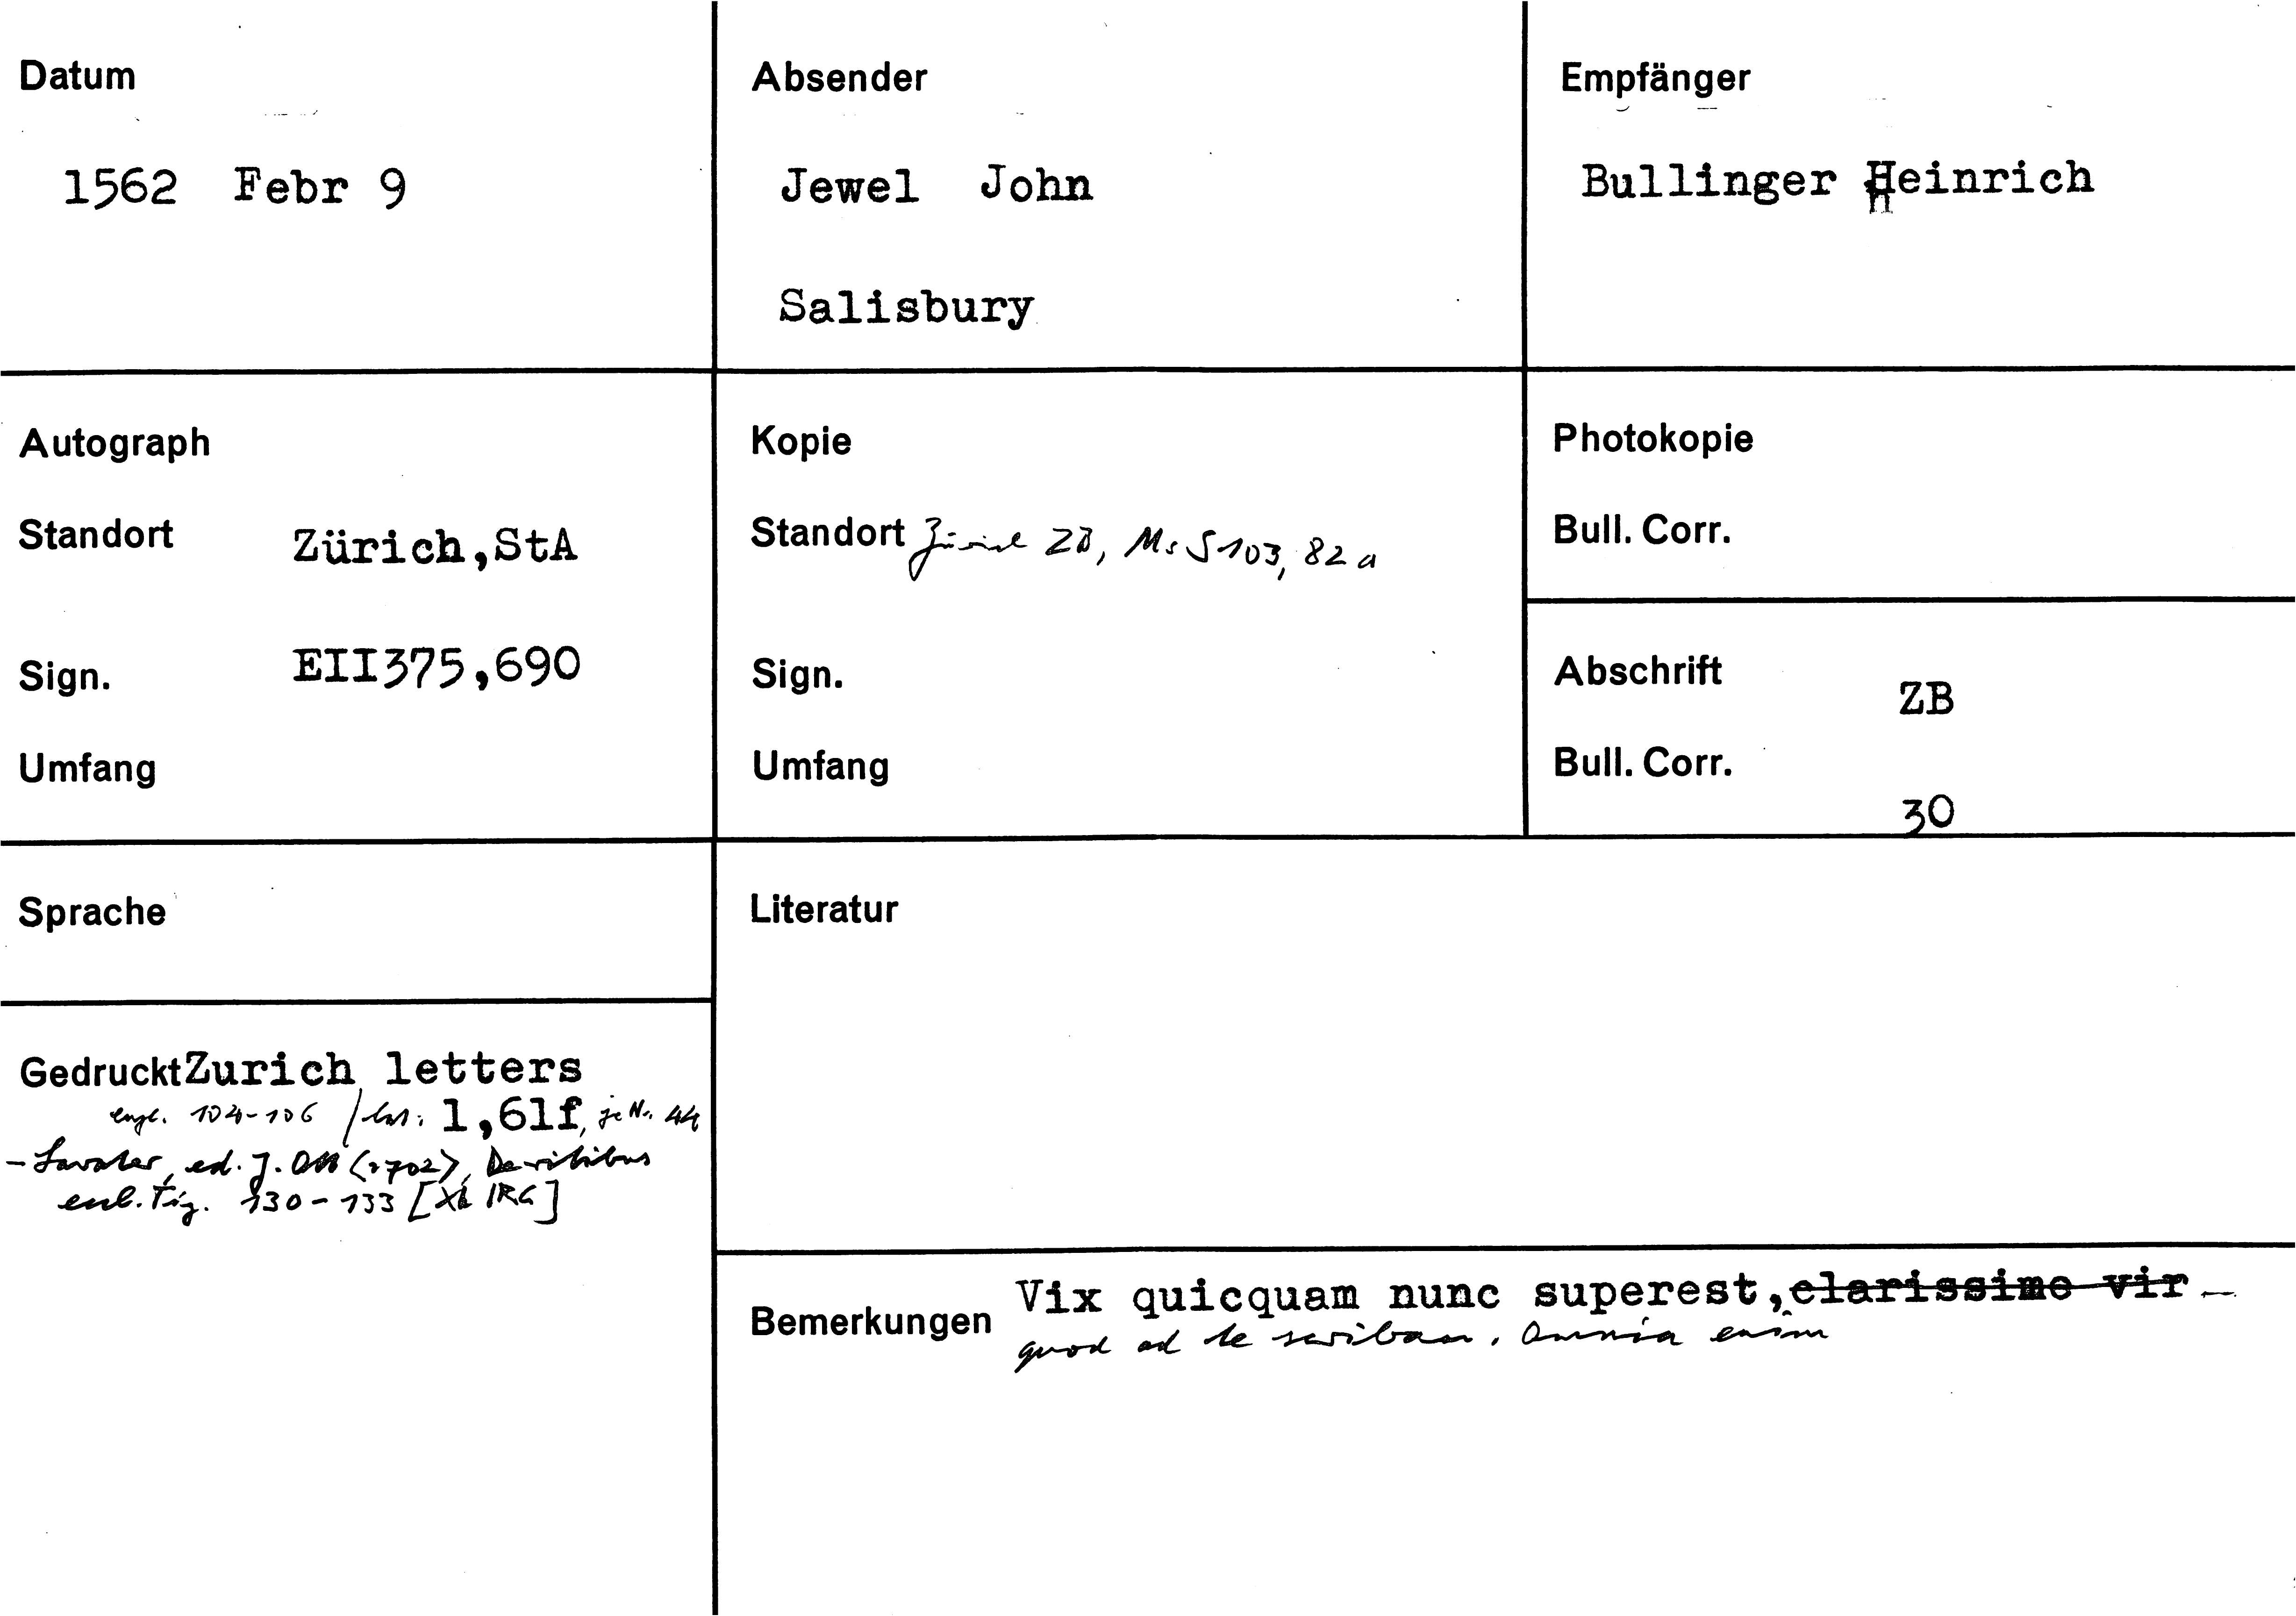 Datum
1562 Febr 9
Absender
Jewel John
Salisbury
Empfänger
Bullinger Heinrich
Autograph
Standort Zürich,StA
Sign. EII375,690
Umfang
Kopie
Standort Zürich ZB, Ms S 103, 82 a
Sign.
Umfang
Photokopie
Bull. Corr.
Abschrift ZB
Bull. Corr.
30
Sprache
Gedruckt Zurich letters
engl. 104-106 / lat: 1,61f, je Nr. 44
- Lavater, ed. J. Ott (1702), De ritibus
eccl. Tig. 130-133 [IRG]
Literatur
Bemerkungen Vix quicquam nunc superest, clarissime vir
quod ad te scribam. Omnia enim